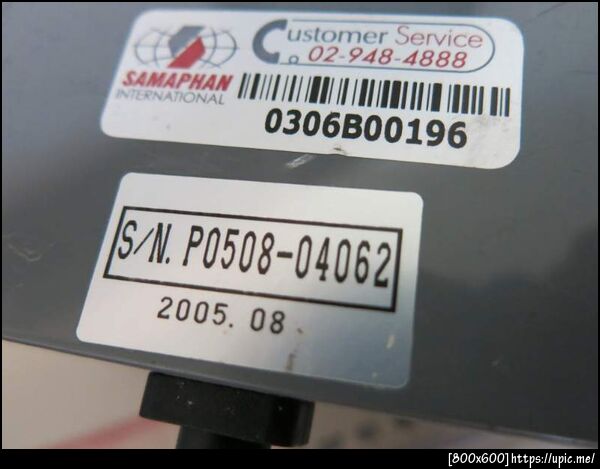 Customer Service
02-948-4888
SAMAPHAN
INTERNATIONAL
0306B00196
S/N. P0508-04062
2005. 08
[800x600]https://upic.me/